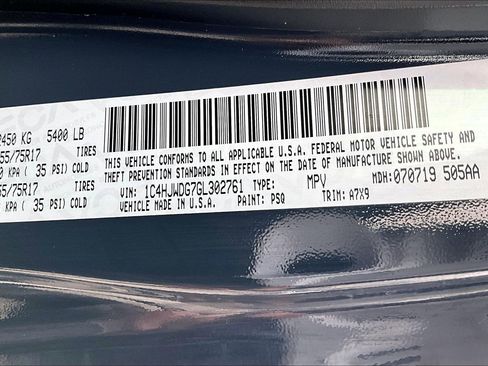 2450 KG 5400 LB
55/75R17 TIRES
KPA ( 35 PSI) COLD
55/75R17 TIRES
KPA ( 35 PSI) COLD
THIS VEHICLE CONFORMS TO ALL APPLICABLE U.S.A. FEDERAL MOTOR VEHICLE SAFETY AND
THEFT PREVENTION STANDARDS IN EFFECT ON THE DATE OF MANUFACTURE SHOWN ABOVE.
VIN: 1C4HJWDG7GL302761 TYPE: MPV MDH: 070719 505AA
VEHICLE MADE IN U.S.A. PAINT: PSQ TRIM: A7X9